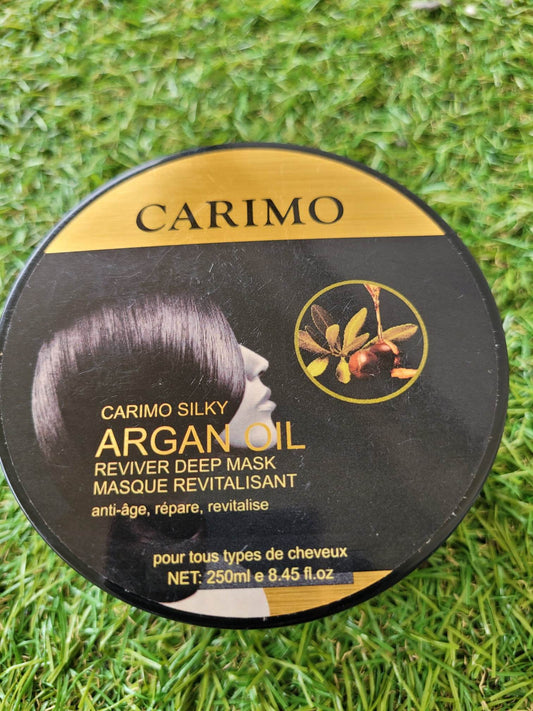 CARIMO
CARIMO SILKY
ARGAN OIL
REVIVER DEEP MASK
MASQUE REVITALISANT
anti-âge, répare, revitalise
pour tous types de cheveux
NET: 250ml e 8.45 fl.oz